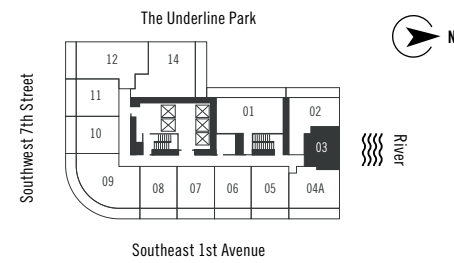 The Underline Park
N
12
14
11
01
02
10
03
09
08
07
06
05
04A
Southwest 7th Street
River
Southeast 1st Avenue